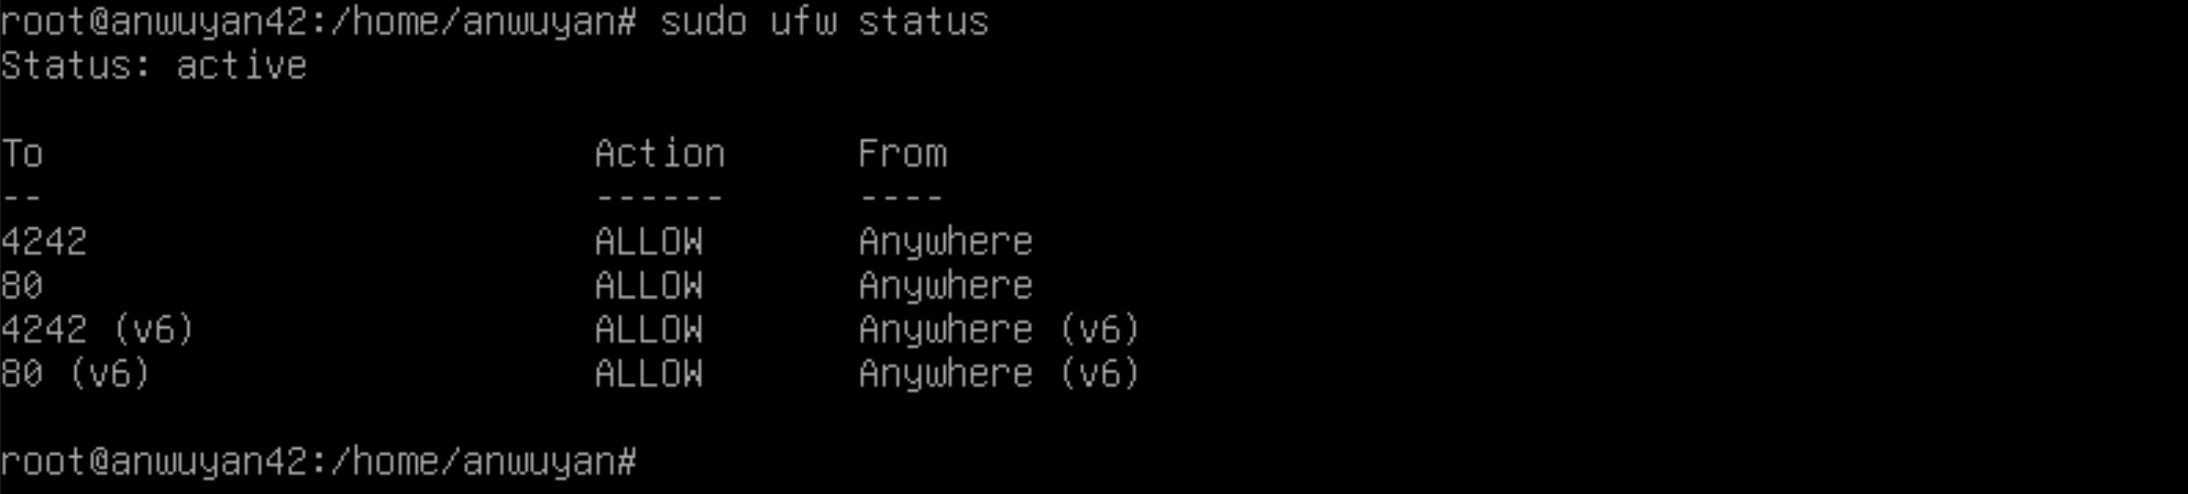 root@anwuyan42:/home/anwuyan# sudo ufw status
Status: active
To                         Action      From
--                         ------      ----
4242                       ALLOW       Anywhere
80                         ALLOW       Anywhere
4242 (v6)                  ALLOW       Anywhere (v6)
80 (v6)                    ALLOW       Anywhere (v6)
root@anwuyan42:/home/anwuyan#